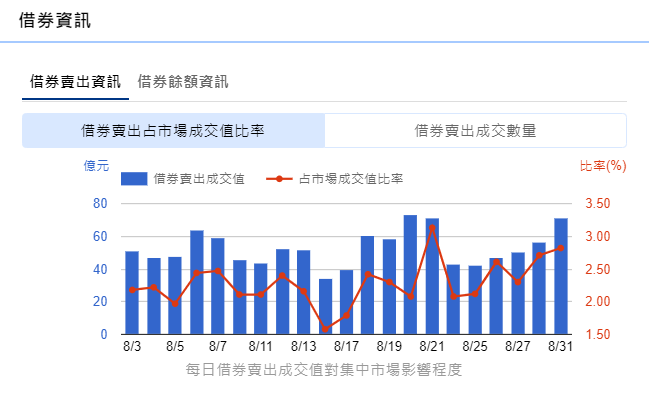 借券資訊
借券賣出資訊 借券餘額資訊
借券賣出占市場成交值比率 借券賣出成交數量
億元 比率(%)
借券賣出成交值 占市場成交值比率
80 3.50
60 3.00
40 2.50
20 2.00
0 1.50
8/3 8/5 8/7 8/11 8/13 8/17 8/19 8/21 8/25 8/27 8/31
每日借券賣出成交值對集中市場影響程度